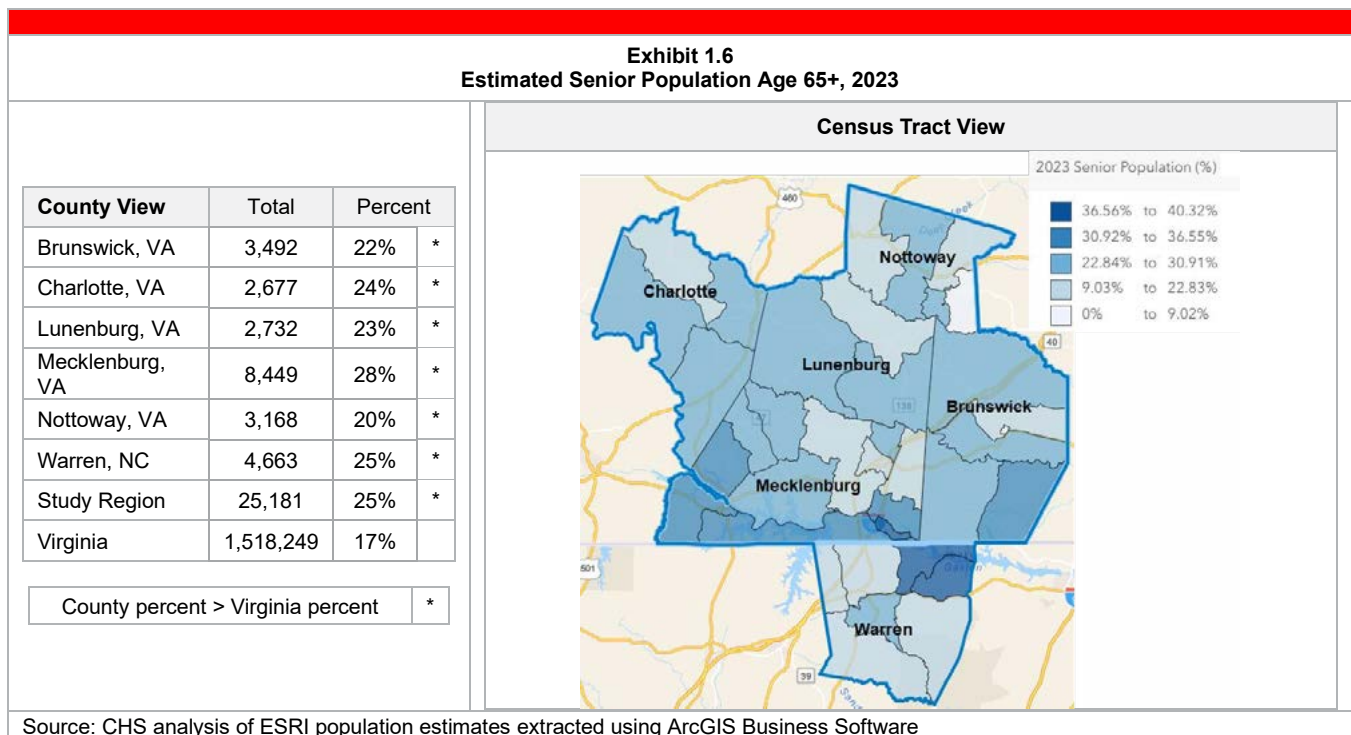 Exhibit 1.6
Estimated Senior Population Age 65+, 2023
County View Total Percent
Brunswick, VA 3,492 22% *
Charlotte, VA 2,677 24% *
Lunenburg, VA 2,732 23% *
Mecklenburg,
VA 8,449 28% *
Nottoway, VA 3,168 20% *
Warren, NC 4,663 25% *
Study Region 25,181 25% *
Virginia 1,518,249 17%
County percent > Virginia percent *
Census Tract View
2023 Senior Population (%)
36.56% to 40.32%
30.92% to 36.55%
22.84% to 30.91%
9.03% to 22.83%
0% to 9.02%
460
Creek
Nottoway
Charlotte
40
Lunenburg
138
Brunswick
Mecklenburg
501
Gaston
Warren
39
Source: CHS analysis of ESRI population estimates extracted using ArcGIS Business Software